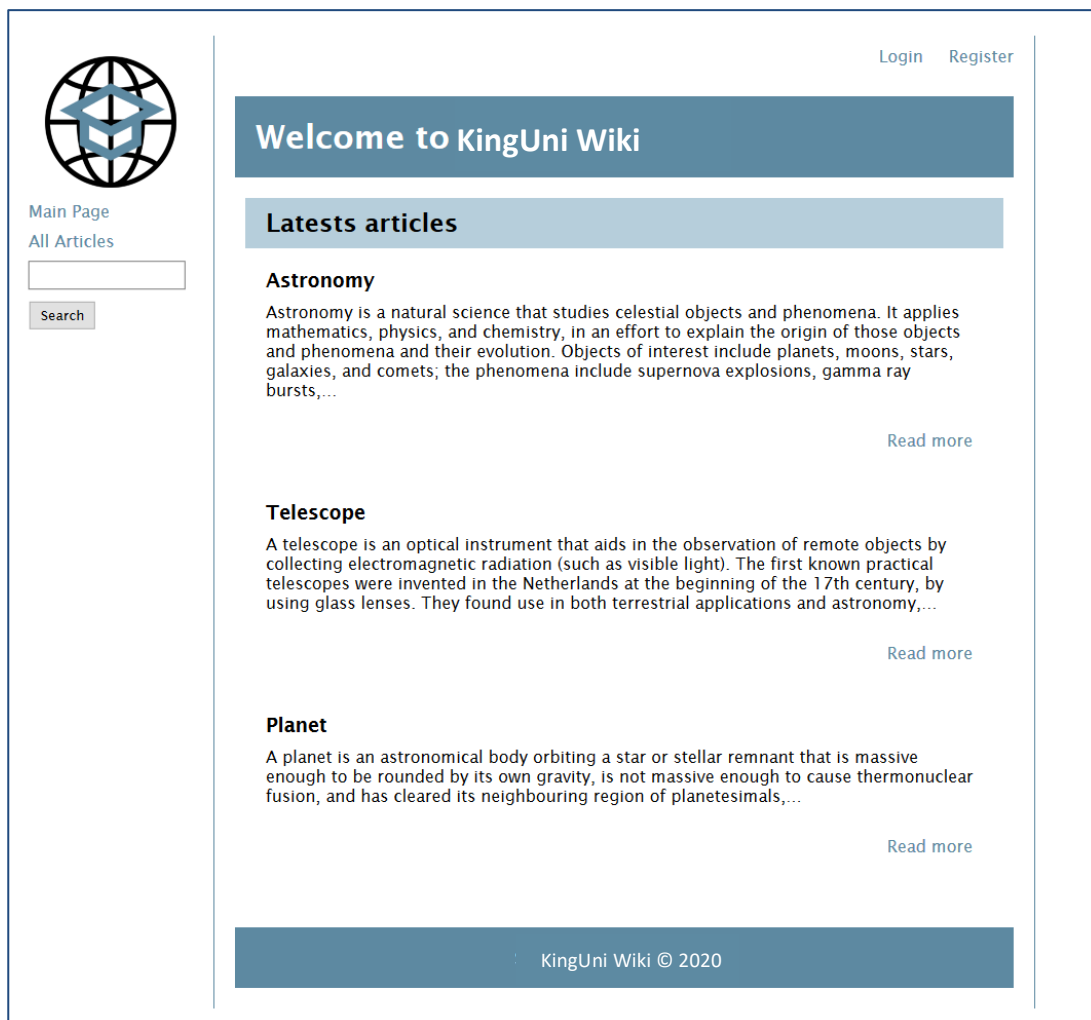 Login Register
Welcome to KingUni Wiki
Main Page
All Articles
Search
Latests articles
Astronomy
Astronomy is a natural science that studies celestial objects and phenomena. It applies
mathematics, physics, and chemistry, in an effort to explain the origin of those objects
and phenomena and their evolution. Objects of interest include planets, moons, stars,
galaxies, and comets; the phenomena include supernova explosions, gamma ray
bursts,...
Read more
Telescope
A telescope is an optical instrument that aids in the observation of remote objects by
collecting electromagnetic radiation (such as visible light). The first known practical
telescopes were invented in the Netherlands at the beginning of the 17th century, by
using glass lenses. They found use in both terrestrial applications and astronomy,...
Read more
Planet
A planet is an astronomical body orbiting a star or stellar remnant that is massive
enough to be rounded by its own gravity, is not massive enough to cause thermonuclear
fusion, and has cleared its neighbouring region of planetesimals,...
Read more
KingUni Wiki © 2020